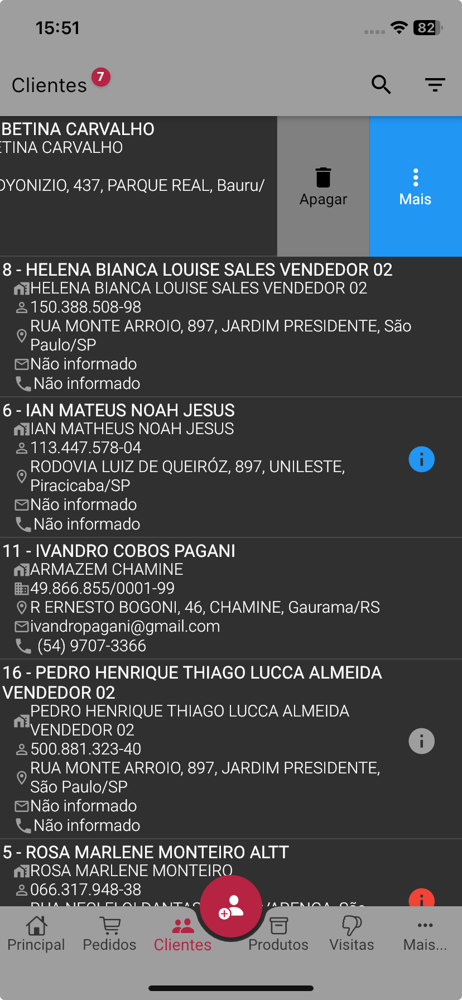 15:51
82
Clientes 7
BETINA CARVALHO
ETINA CARVALHO
DYONIZIO, 437, PARQUE REAL, Bauru/
Apagar
Mais
8 - HELENA BIANCA LOUISE SALES VENDEDOR 02
HELENA BIANCA LOUISE SALES VENDEDOR 02
150.388.508-98
RUA MONTE ARROIO, 897, JARDIM PRESIDENTE, São
Paulo/SP
Não informado
Não informado
6 - IAN MATEUS NOAH JESUS
IAN MATHEUS NOAH JESUS
113.447.578-04
RODOVIA LUIZ DE QUEIRÓZ, 897, UNILESTE,
Piracicaba/SP
Não informado
Não informado
11 - IVANDRO COBOS PAGANI
ARMAZEM CHAMINE
49.866.855/0001-99
R ERNESTO BOGONI, 46, CHAMINE, Gaurama/RS
ivandropagani@gmail.com
(54) 9707-3366
16 - PEDRO HENRIQUE THIAGO LUCCA ALMEIDA
VENDEDOR 02
PEDRO HENRIQUE THIAGO LUCCA ALMEIDA
VENDEDOR 02
500.881.323-40
RUA MONTE ARROIO, 897, JARDIM PRESIDENTE,
São Paulo/SP
Não informado
Não informado
5 - ROSA MARLENE MONTEIRO ALTT
ROSA MARLENE MONTEIRO
066.317.948-38
Principal
Pedidos
Clientes
Produtos
Visitas
Mais...